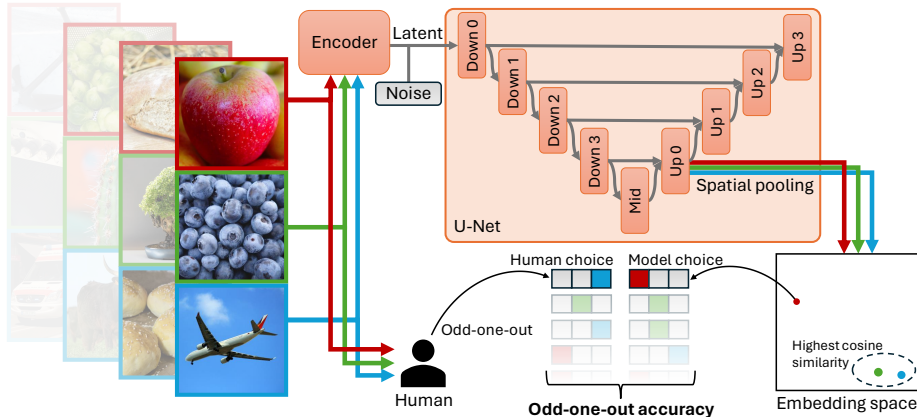 Encoder
Latent
Noise
Down 0
Down 1
Down 2
Down 3
Mid
Up 0
Up 1
Up 2
Up 3
U-Net
Spatial pooling
Human choice
Model choice
Odd-one-out
Human
Odd-one-out accuracy
Highest cosine
similarity
Embedding space